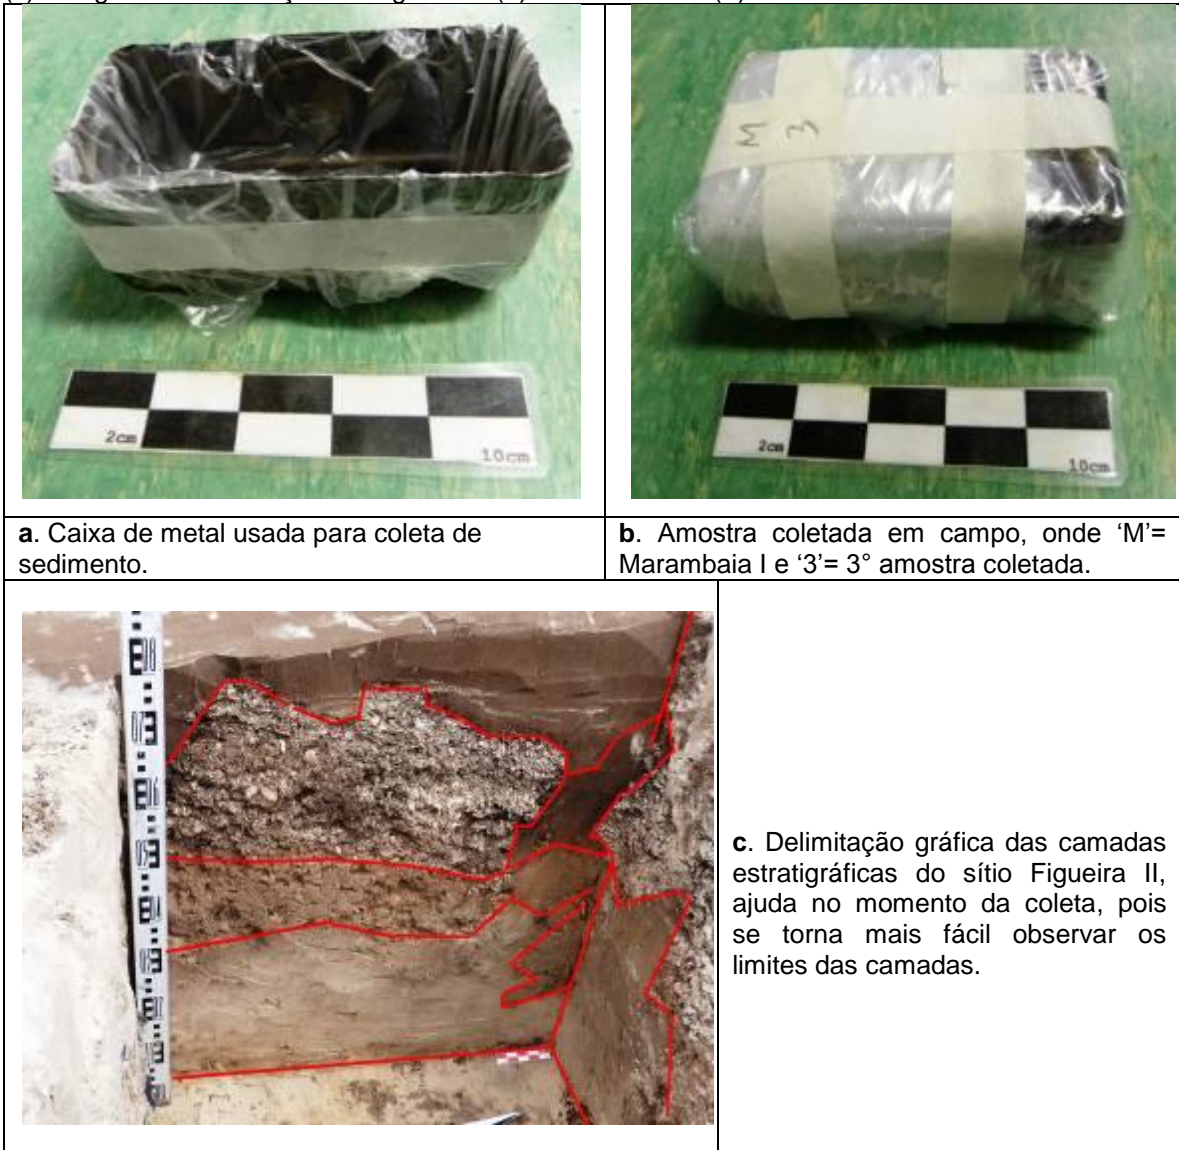 M 3
2cm
10cm
2cm
10cm
a. Caixa de metal usada para coleta de
sedimento.
b. Amostra coletada em campo, onde ‘M’=
Marambaia I e ‘3’= 3° amostra coletada.
c. Delimitação gráfica das camadas
estratigráficas do sítio Figueira II,
ajuda no momento da coleta, pois
se torna mais fácil observar os
limites das camadas.